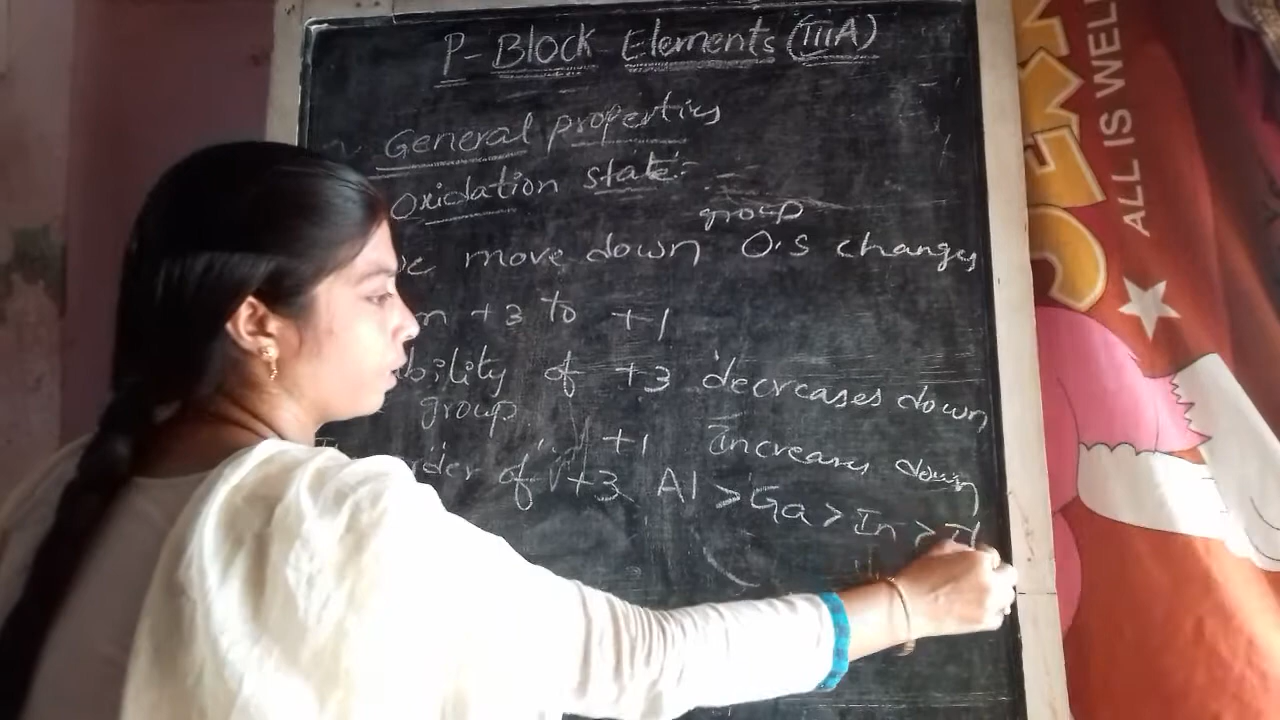 P-Block Elements (IIIA)
General properties
Oxidation state:-
group
move down O.S changes
+3 to +1
bility of +3 decreases down
group.
+1 Increases down
rder of +3 Al > Ga > In > Tl
ALL IS WELL